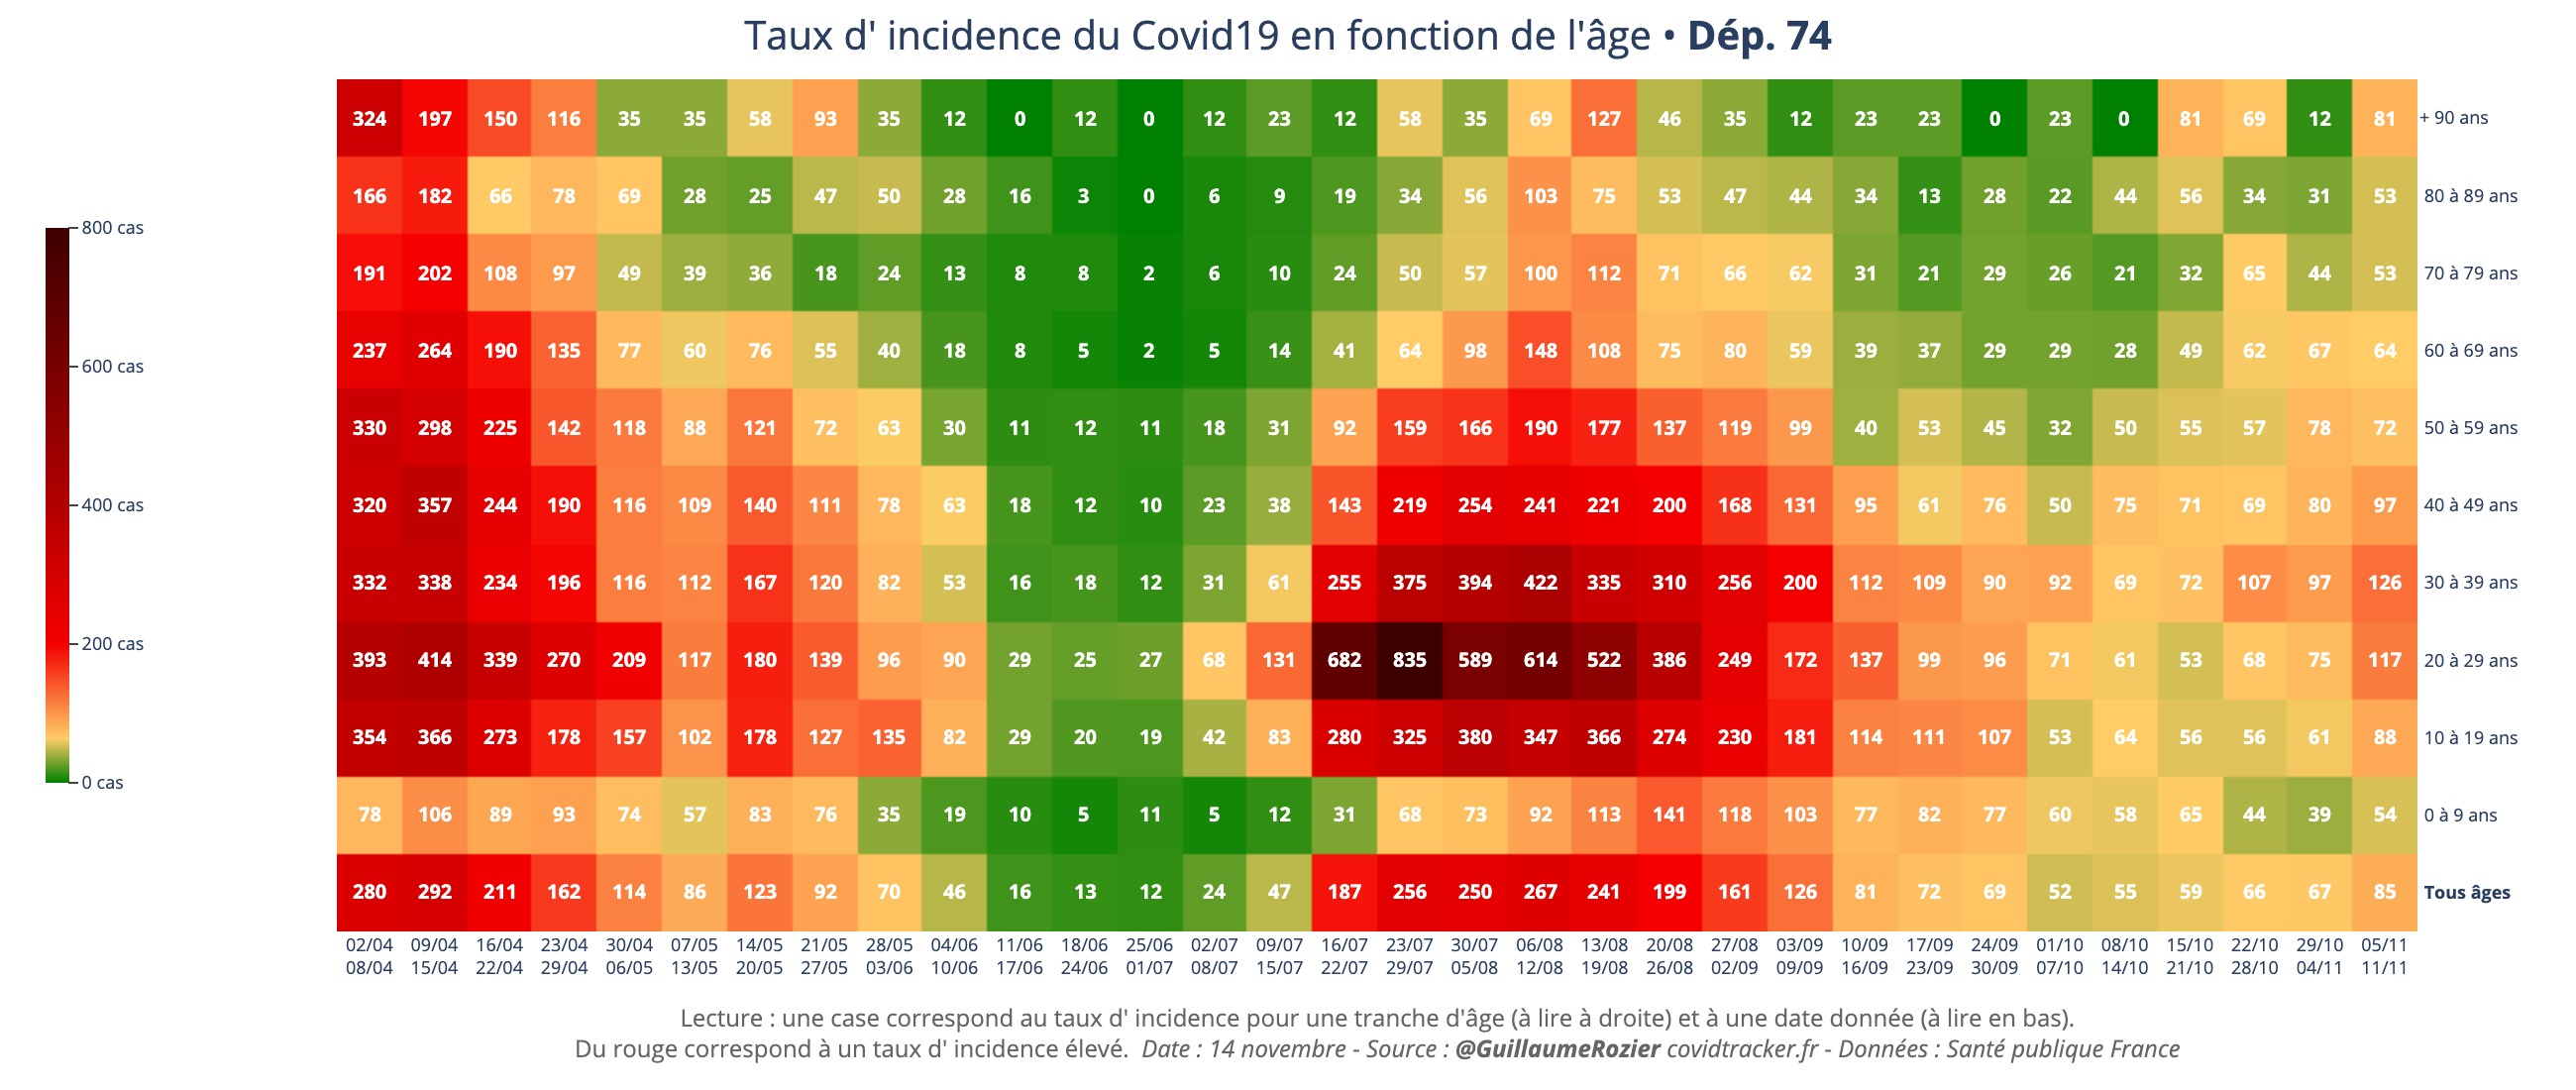 Taux d' incidence du Covid19 en fonction de l'âge • Dép. 74
800 cas
600 cas
400 cas
200 cas
0 cas
324 197 150 116 35 35 58 93 35 12 0 12 0 12 23 12 58 35 69 127 46 35 12 23 23 0 23 0 81 69 12 81 + 90 ans
166 182 66 78 69 28 25 47 50 28 16 3 0 6 9 19 34 56 103 75 53 47 44 34 13 28 22 44 56 34 31 53 80 à 89 ans
191 202 108 97 49 39 36 18 24 13 8 8 2 6 10 24 50 57 100 112 71 66 62 31 21 29 26 21 32 65 44 53 70 à 79 ans
237 264 190 135 77 60 76 55 40 18 8 5 2 5 14 41 64 98 148 108 75 80 59 39 37 29 29 28 49 62 67 64 60 à 69 ans
330 298 225 142 118 88 121 72 63 30 11 12 11 18 31 92 159 166 190 177 137 119 99 40 53 45 32 50 55 57 78 72 50 à 59 ans
320 357 244 190 116 109 140 111 78 63 18 12 10 23 38 143 219 254 241 221 200 168 131 95 61 76 50 75 71 69 80 97 40 à 49 ans
332 338 234 196 116 112 167 120 82 53 16 18 12 31 61 255 375 394 422 335 310 256 200 112 109 90 92 69 72 107 97 126 30 à 39 ans
393 414 339 270 209 117 180 139 96 90 29 25 27 68 131 682 835 589 614 522 386 249 172 137 99 96 71 61 53 68 75 117 20 à 29 ans
354 366 273 178 157 102 178 127 135 82 29 20 19 42 83 280 325 380 347 366 274 230 181 114 111 107 53 64 56 56 61 88 10 à 19 ans
78 106 89 93 74 57 83 76 35 19 10 5 11 5 12 31 68 73 92 113 141 118 103 77 82 77 60 58 65 44 39 54 0 à 9 ans
280 292 211 162 114 86 123 92 70 46 16 13 12 24 47 187 256 250 267 241 199 161 126 81 72 69 52 55 59 66 67 85 Tous âges
02/04 09/04 16/04 23/04 30/04 07/05 14/05 21/05 28/05 04/06 11/06 18/06 25/06 02/07 09/07 16/07 23/07 30/07 06/08 13/08 20/08 27/08 03/09 10/09 17/09 24/09 01/10 08/10 15/10 22/10 29/10 05/11
08/04 15/04 22/04 29/04 06/05 13/05 20/05 27/05 03/06 10/06 17/06 24/06 01/07 08/07 15/07 22/07 29/07 05/08 12/08 19/08 26/08 02/09 09/09 16/09 23/09 30/09 07/10 14/10 21/10 28/10 04/11 11/11
Lecture : une case correspond au taux d' incidence pour une tranche d'âge (à lire à droite) et à une date donnée (à lire en bas).
Du rouge correspond à un taux d' incidence élevé. Date : 14 novembre - Source : @GuillaumeRozier covidtracker.fr - Données : Santé publique France